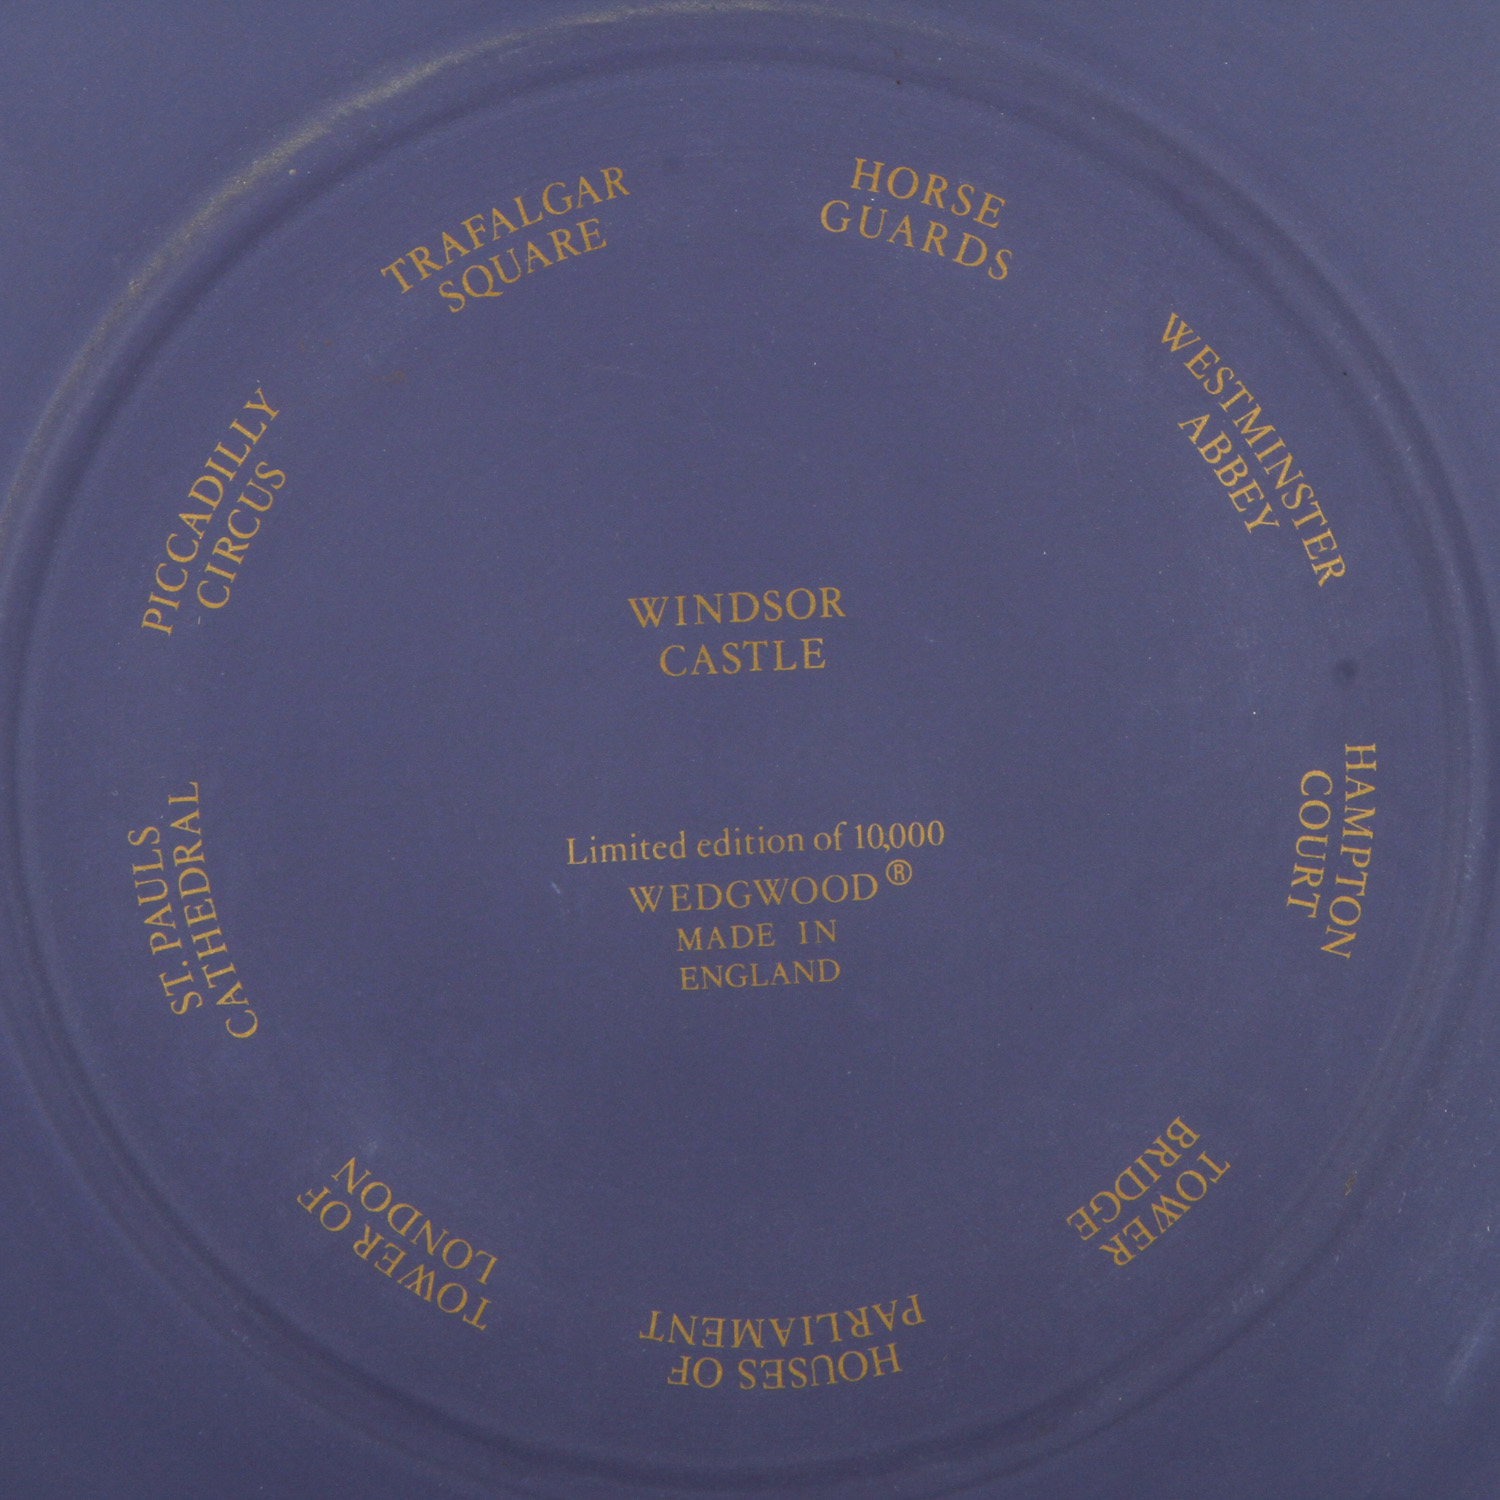 HORSE
GUARDS
WESTMINSTER
ABBEY
HAMPTON
COURT
TOWER
BRIDGE
HOUSES OF
PARLIAMENT
TOWER OF
LONDON
ST. PAULS
CATHEDRAL
PICCADILLY
CIRCUS
TRAFALGAR
SQUARE
WINDSOR
CASTLE
Limited edition of 10,000
WEDGWOOD®
MADE IN
ENGLAND